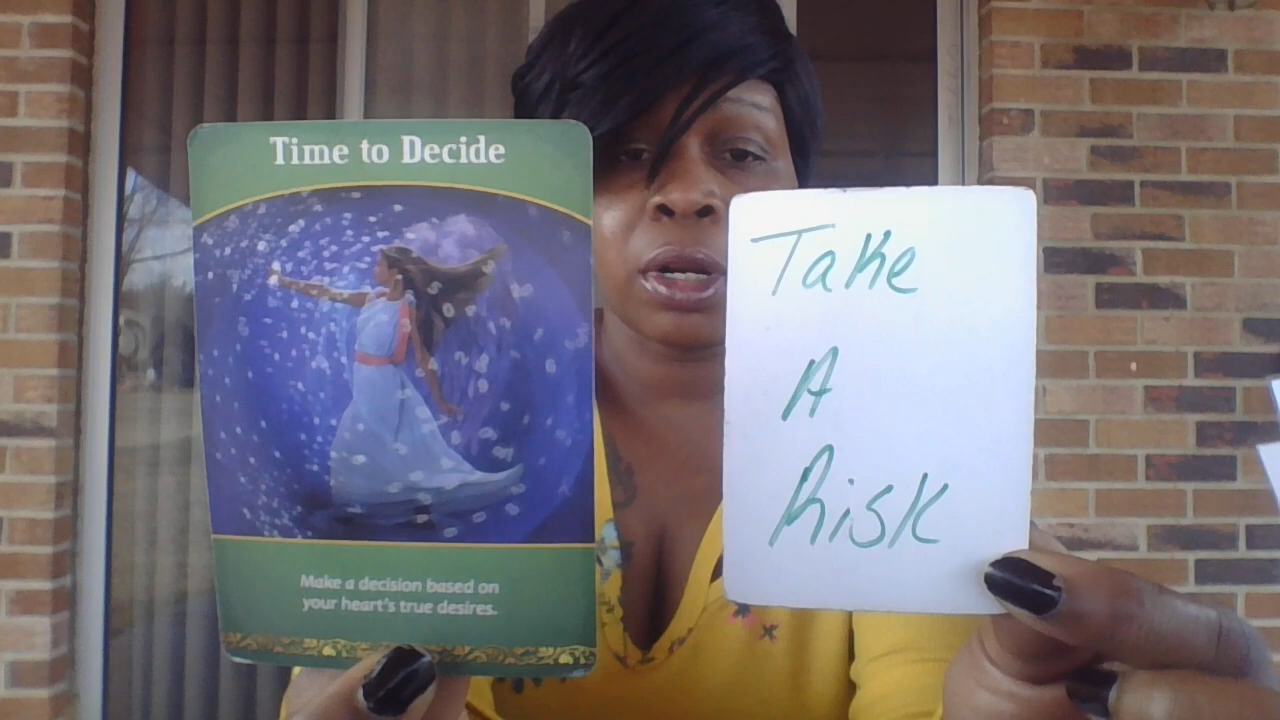 Time to Decide
Make a decision based on
your heart's true desires.
Take
A
Risk